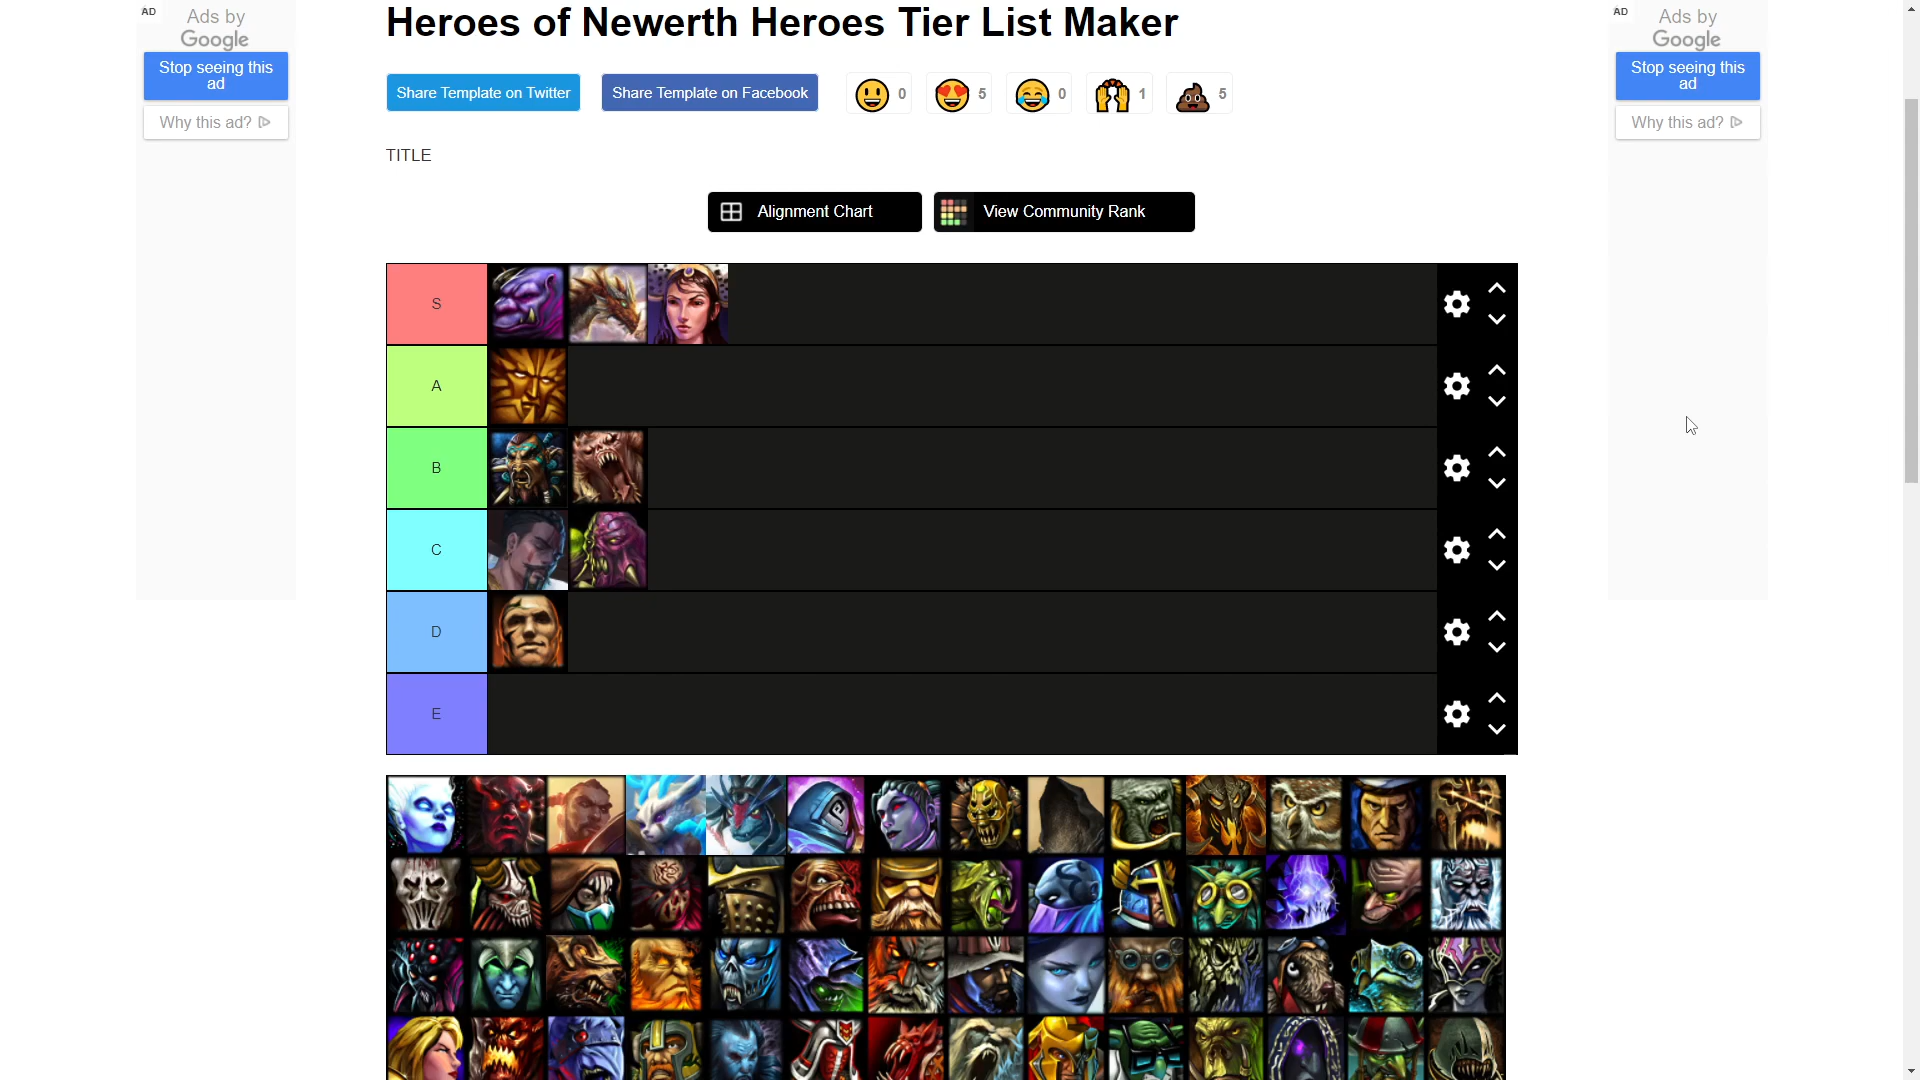 AD
Ads by
Google
Stop seeing this
ad
Why this ad?
Heroes of Newerth Heroes Tier List Maker
Share Template on Twitter
Share Template on Facebook
0
5
0
1
5
TITLE
Alignment Chart
View Community Rank
S
A
B
C
D
E
AD
Ads by
Google
Stop seeing this
ad
Why this ad?